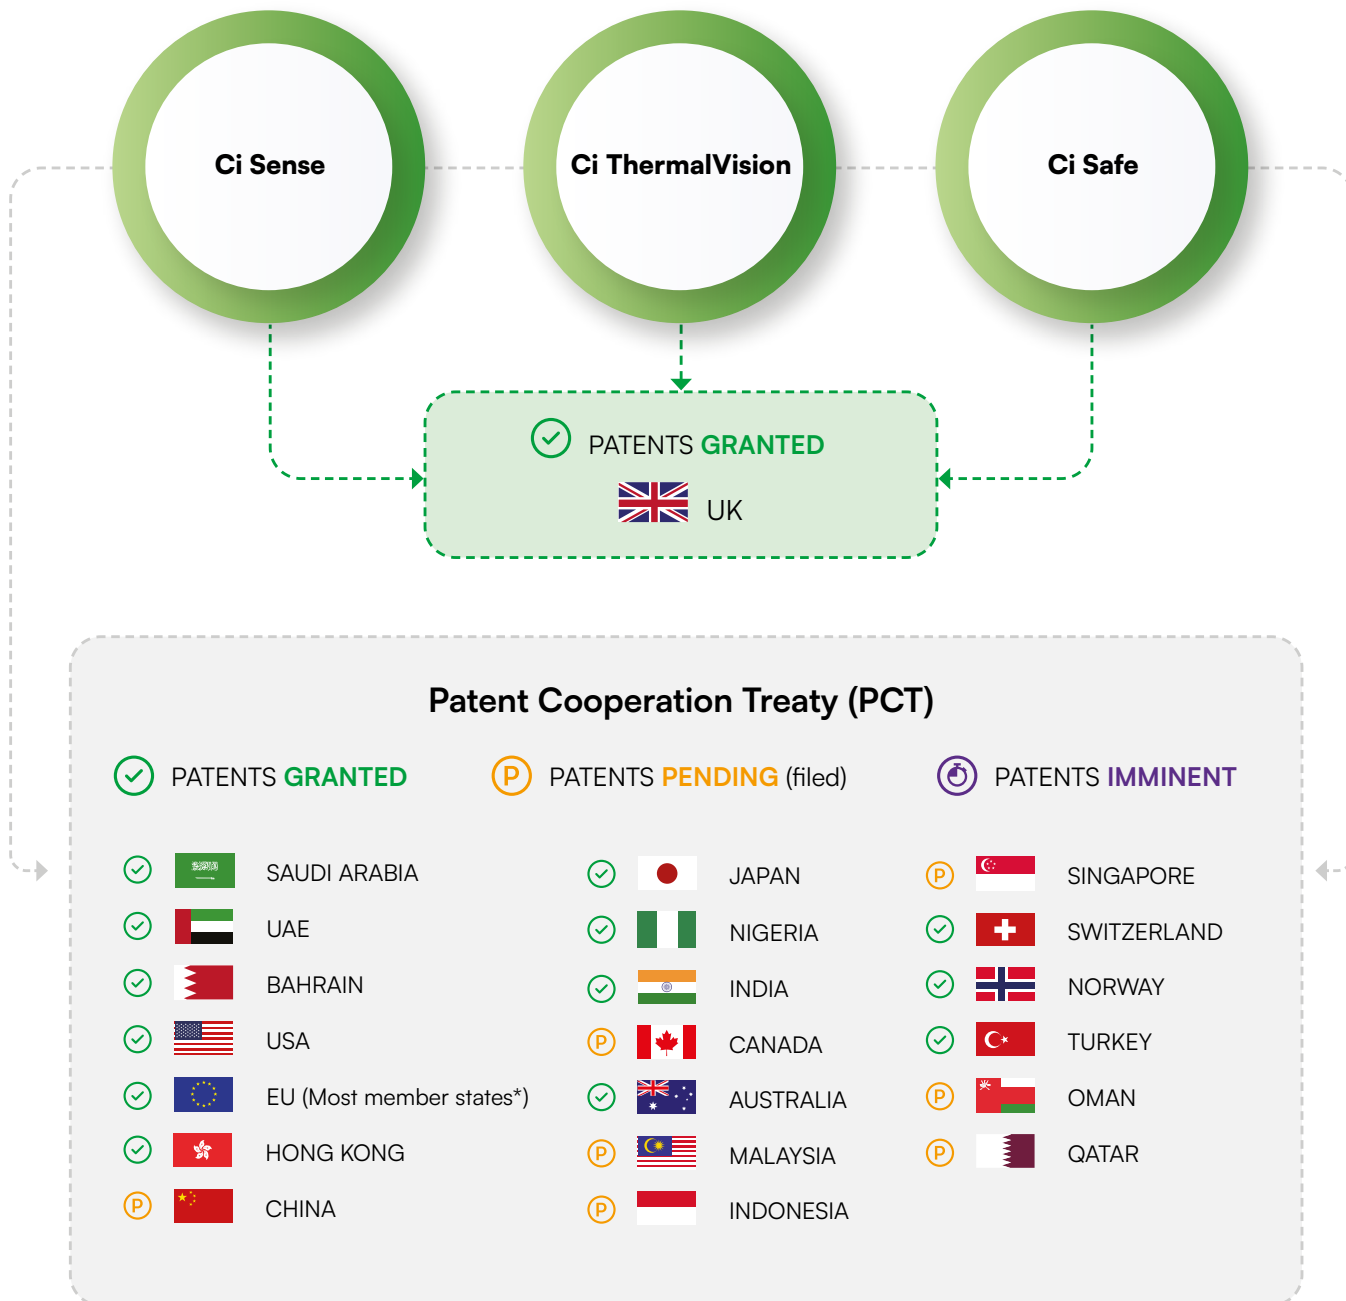 Ci Sense
Ci ThermalVision
Ci Safe
PATENTS GRANTED
UK
Patent Cooperation Treaty (PCT)
PATENTS GRANTED
P PATENTS PENDING (filed)
PATENTS IMMINENT
SAUDI ARABIA
UAE
BAHRAIN
USA
EU (Most member states*)
HONG KONG
P CHINA
JAPAN
NIGERIA
INDIA
P CANADA
AUSTRALIA
P MALAYSIA
P INDONESIA
P SINGAPORE
SWITZERLAND
NORWAY
TURKEY
P OMAN
P QATAR